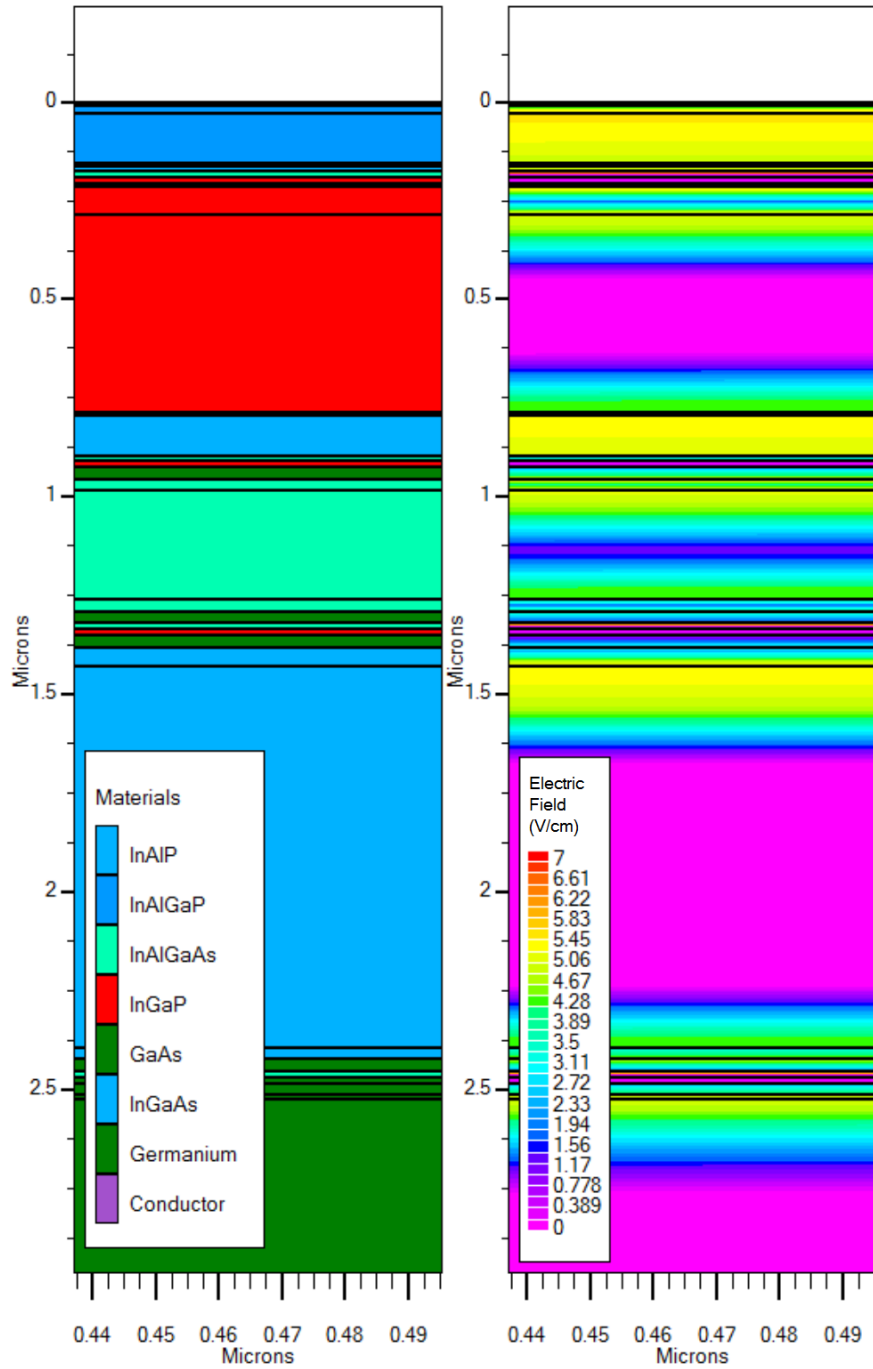 0
0.5
1
1.5
2
2.5
Microns
Materials
InAlP
InAlGaP
InAlGaAs
InGaP
GaAs
InGaAs
Germanium
Conductor
0.44 0.45 0.46 0.47 0.48 0.49
Microns
0
0.5
1
1.5
2
2.5
Microns
Electric
Field
(V/cm)
7
6.61
6.22
5.83
5.45
5.06
4.67
4.28
3.89
3.5
3.11
2.72
2.33
1.94
1.56
1.17
0.778
0.389
0
0.44 0.45 0.46 0.47 0.48 0.49
Microns